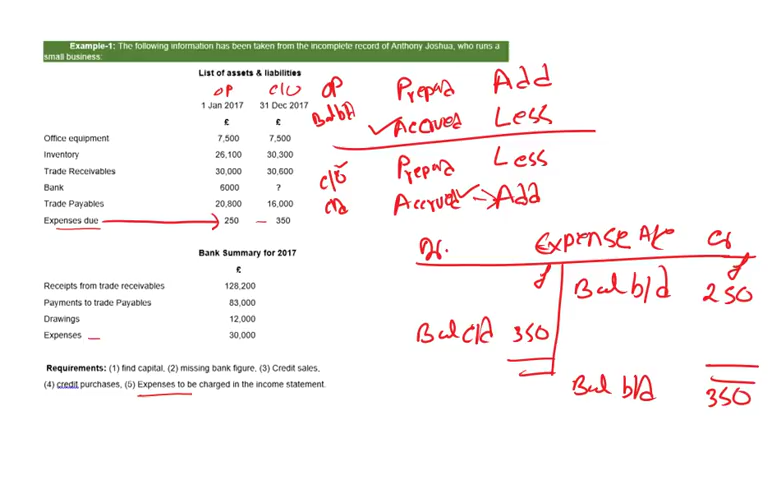 Example-1: The following information has been taken from the incomplete record of Anthony Joshua, who runs a
small business:
List of assets & liabilities
OP C/O
1 Jan 2017 31 Dec 2017
£ £
Office equipment 7,500 7,500
Inventory 26,100 30,300
Trade Receivables 30,000 30,600
Bank 6000 ?
Trade Payables 20,800 16,000
Expenses due 250 350
Bank Summary for 2017
£
Receipts from trade receivables 128,200
Payments to trade Payables 83,000
Drawings 12,000
Expenses 30,000
Requirements: (1) find capital, (2) missing bank figure, (3) Credit sales,
(4) credit purchases, (5) Expenses to be charged in the income statement.
OP Prepaid Add
Bal b/d Accrued Less
Prepaid Less
c/d Accrued Add
Dr. Expense A/c Cr
Bal b/d 250
Bal c/d 350
Bal b/d 350